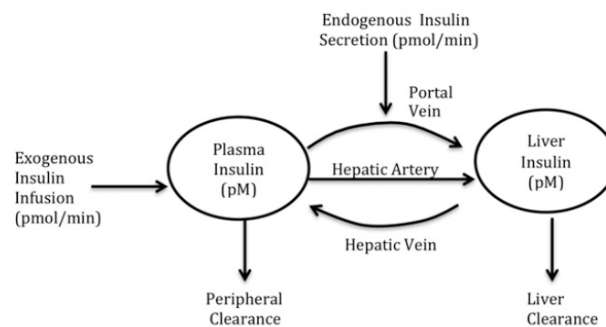 Endogenous Insulin
Secretion (pmol/min)
Portal
Vein
Exogenous
Insulin
Infusion
(pmol/min)
Plasma
Insulin
(pM)
Hepatic Artery
Liver
Insulin
(pM)
Hepatic Vein
Peripheral
Clearance
Liver
Clearance